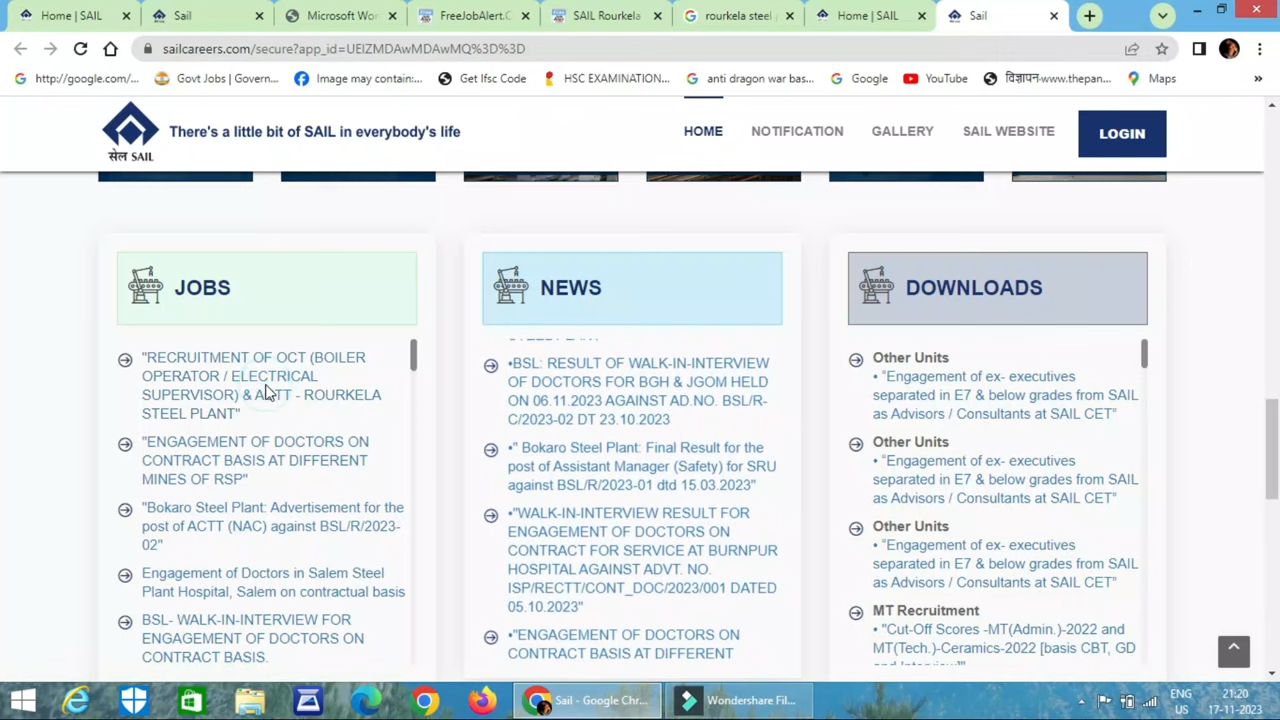 Home | SAIL
Sail
Microsoft Wo
FreeJobAlert.C
SAIL Rourkela
rourkela steel
Home | SAIL
Sail
sailcareers.com/secure?app_id=UEIZMDAwMDAwMQ%3D%3D
http://google.com/...
Govt Jobs | Govern...
Image may contain:...
Get Ifsc Code
HSC EXAMINATION...
anti dragon war bas...
Google
YouTube
विज्ञापन-www.thepan...
Maps
»
सेल SAIL
There's a little bit of SAIL in everybody's life
HOME
NOTIFICATION
GALLERY
SAIL WEBSITE
LOGIN
JOBS
"RECRUITMENT OF OCT (BOILER
OPERATOR / ELECTRICAL
SUPERVISOR) & ACTT - ROURKELA
STEEL PLANT"
"ENGAGEMENT OF DOCTORS ON
CONTRACT BASIS AT DIFFERENT
MINES OF RSP"
"Bokaro Steel Plant: Advertisement for the
post of ACTT (NAC) against BSL/R/2023-
02"
Engagement of Doctors in Salem Steel
Plant Hospital, Salem on contractual basis
BSL- WALK-IN-INTERVIEW FOR
ENGAGEMENT OF DOCTORS ON
CONTRACT BASIS.
NEWS
•BSL: RESULT OF WALK-IN-INTERVIEW
OF DOCTORS FOR BGH & JGOM HELD
ON 06.11.2023 AGAINST AD.NO. BSL/R-
C/2023-02 DT 23.10.2023
•" Bokaro Steel Plant: Final Result for the
post of Assistant Manager (Safety) for SRU
against BSL/R/2023-01 dtd 15.03.2023"
•"WALK-IN-INTERVIEW RESULT FOR
ENGAGEMENT OF DOCTORS ON
CONTRACT FOR SERVICE AT BURNPUR
HOSPITAL AGAINST ADVT. NO.
ISP/RECTT/CONT_DOC/2023/001 DATED
05.10.2023"
•"ENGAGEMENT OF DOCTORS ON
CONTRACT BASIS AT DIFFERENT
DOWNLOADS
Other Units
• "Engagement of ex- executives
separated in E7 & below grades from SAIL
as Advisors / Consultants at SAIL CET"
Other Units
• "Engagement of ex- executives
separated in E7 & below grades from SAIL
as Advisors / Consultants at SAIL CET"
Other Units
• "Engagement of ex- executives
separated in E7 & below grades from SAIL
as Advisors / Consultants at SAIL CET"
MT Recruitment
• "Cut-Off Scores -MT(Admin.)-2022 and
MT(Tech.)-Ceramics-2022 [basis CBT, GD
and Interview]"
Sail - Google Chr...
Wondershare Fil...
ENG
US
21:20
17-11-2023